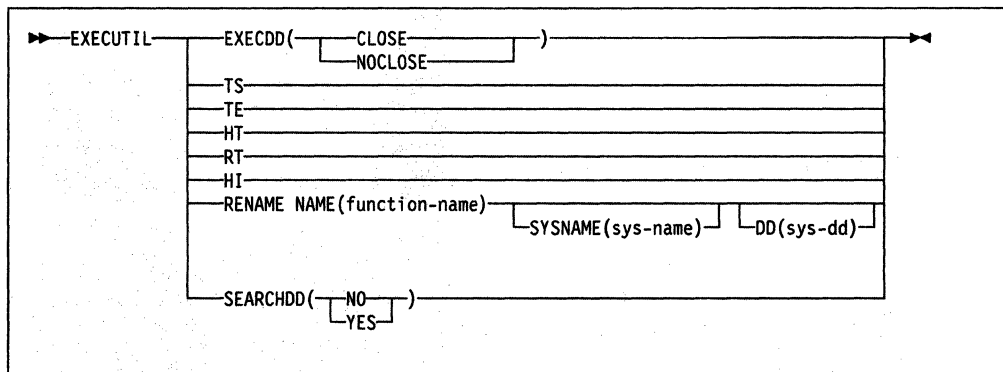 EXECUTIL EXECDD( CLOSE )
NOCLOSE
TS
TE
HT
RT
HI
RENAME NAME(function-name)
SYSNAME(sys-name) DD(sys-dd)
SEARCHDD( NO )
YES